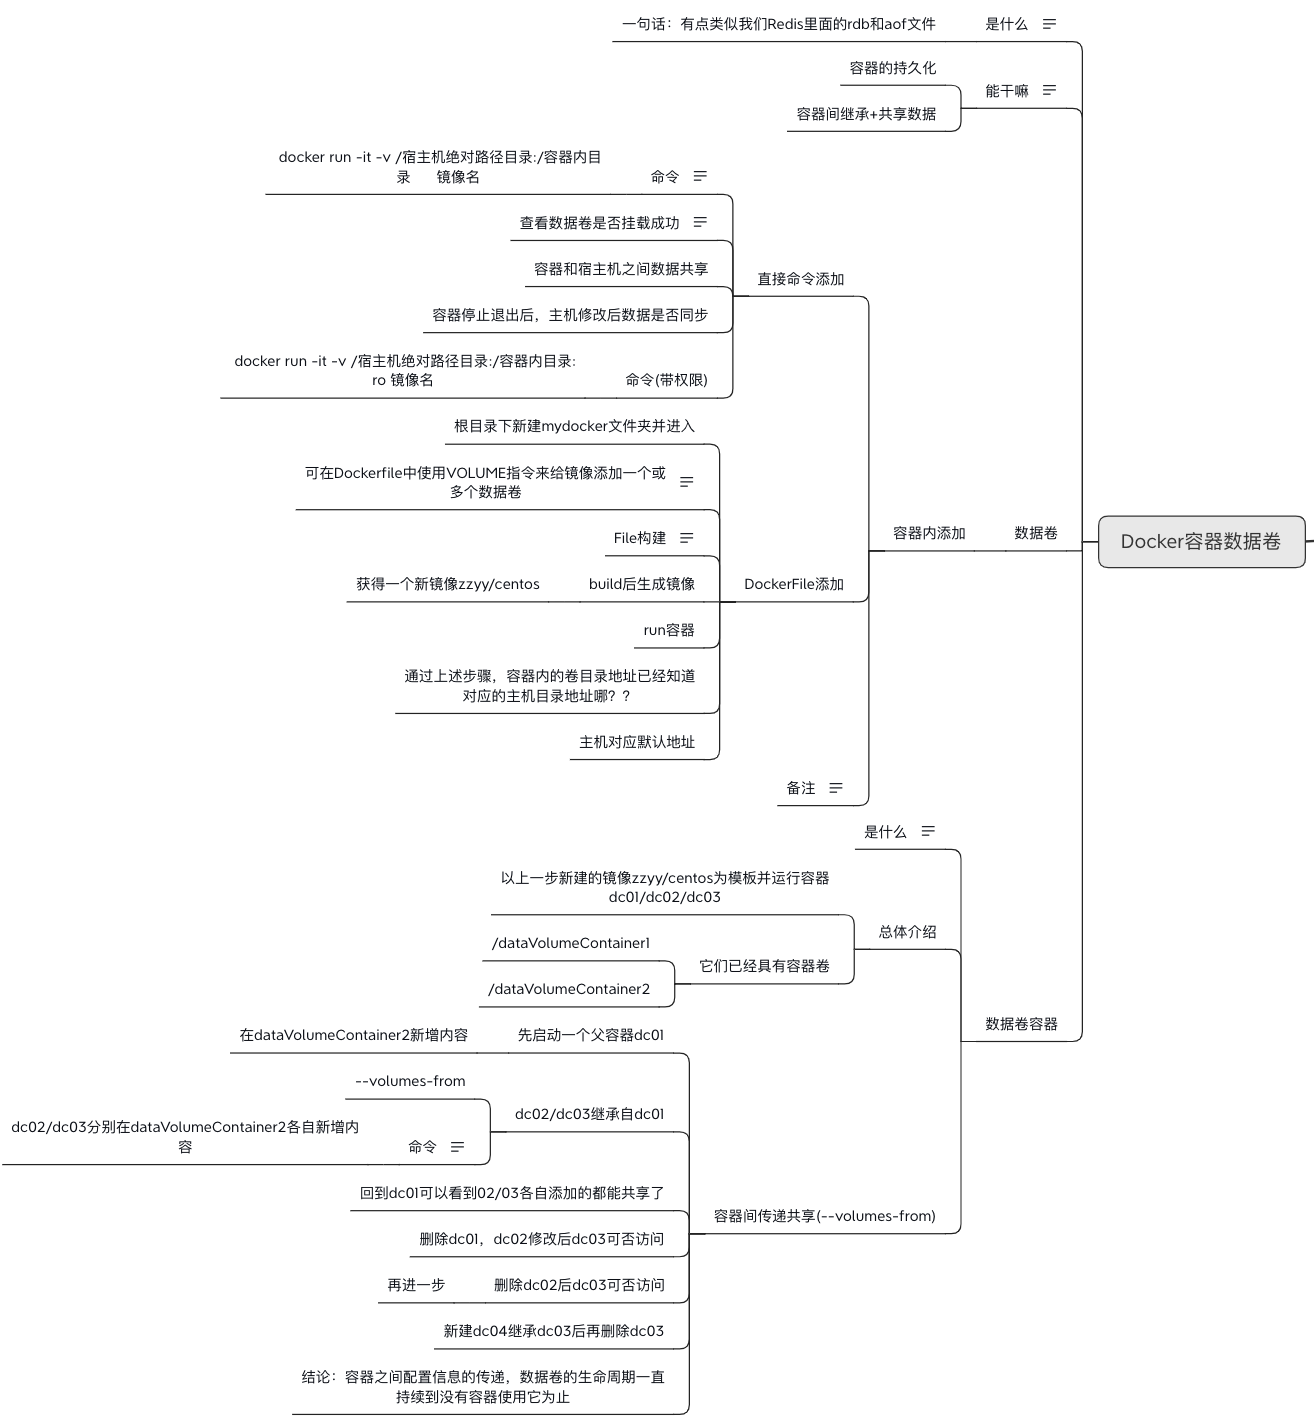 一句话：有点类似我们Redis里面的rdb和aof文件
是什么
容器的持久化
能干嘛
容器间继承+共享数据
docker run -it -v /宿主机绝对路径目录:/容器内目
录 镜像名
命令
查看数据卷是否挂载成功
容器和宿主机之间数据共享
直接命令添加
容器停止退出后，主机修改后数据是否同步
docker run -it -v /宿主机绝对路径目录:/容器内目录:
ro 镜像名
命令(带权限)
根目录下新建mydocker文件夹并进入
可在Dockerfile中使用VOLUME指令来给镜像添加一个或
多个数据卷
File构建
容器内添加
数据卷
Docker容器数据卷
获得一个新镜像zzyy/centos
build后生成镜像
DockerFile添加
run容器
通过上述步骤，容器内的卷目录地址已经知道
对应的主机目录地址哪？？
主机对应默认地址
备注
是什么
以上一步新建的镜像zzyy/centos为模板并运行容器
dc01/dc02/dc03
总体介绍
/dataVolumeContainer1
它们已经具有容器卷
/dataVolumeContainer2
数据卷容器
在dataVolumeContainer2新增内容
先启动一个父容器dc01
--volumes-from
dc02/dc03继承自dc01
dc02/dc03分别在dataVolumeContainer2各自新增内
容
命令
回到dc01可以看到02/03各自添加的都能共享了
容器间传递共享(--volumes-from)
删除dc01，dc02修改后dc03可否访问
再进一步
删除dc02后dc03可否访问
新建dc04继承dc03后再删除dc03
结论：容器之间配置信息的传递，数据卷的生命周期一直
持续到没有容器使用它为止